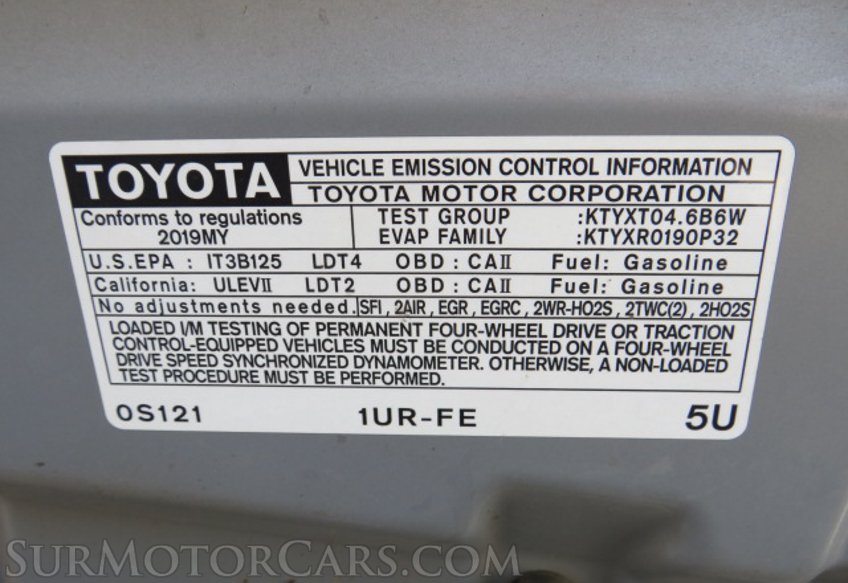 TOYOTA
VEHICLE EMISSION CONTROL INFORMATION
TOYOTA MOTOR CORPORATION
Conforms to regulations
2019MY
TEST GROUP :KTYXT04.6B6W
EVAP FAMILY :KTYXR0190P32
U.S.EPA : IT3B125 LDT4 OBD : CAII Fuel: Gasoline
California: ULEVII LDT2 OBD : CAII Fuel: Gasoline
No adjustments needed. SFI , 2AIR , EGR , EGRC , 2WR-HO2S , 2TWC(2) , 2HO2S
LOADED I/M TESTING OF PERMANENT FOUR-WHEEL DRIVE OR TRACTION
CONTROL-EQUIPPED VEHICLES MUST BE CONDUCTED ON A FOUR-WHEEL
DRIVE SPEED SYNCHRONIZED DYNAMOMETER. OTHERWISE, A NON-LOADED
TEST PROCEDURE MUST BE PERFORMED.
0S121 1UR-FE 5U
SURMOTORCARS.COM